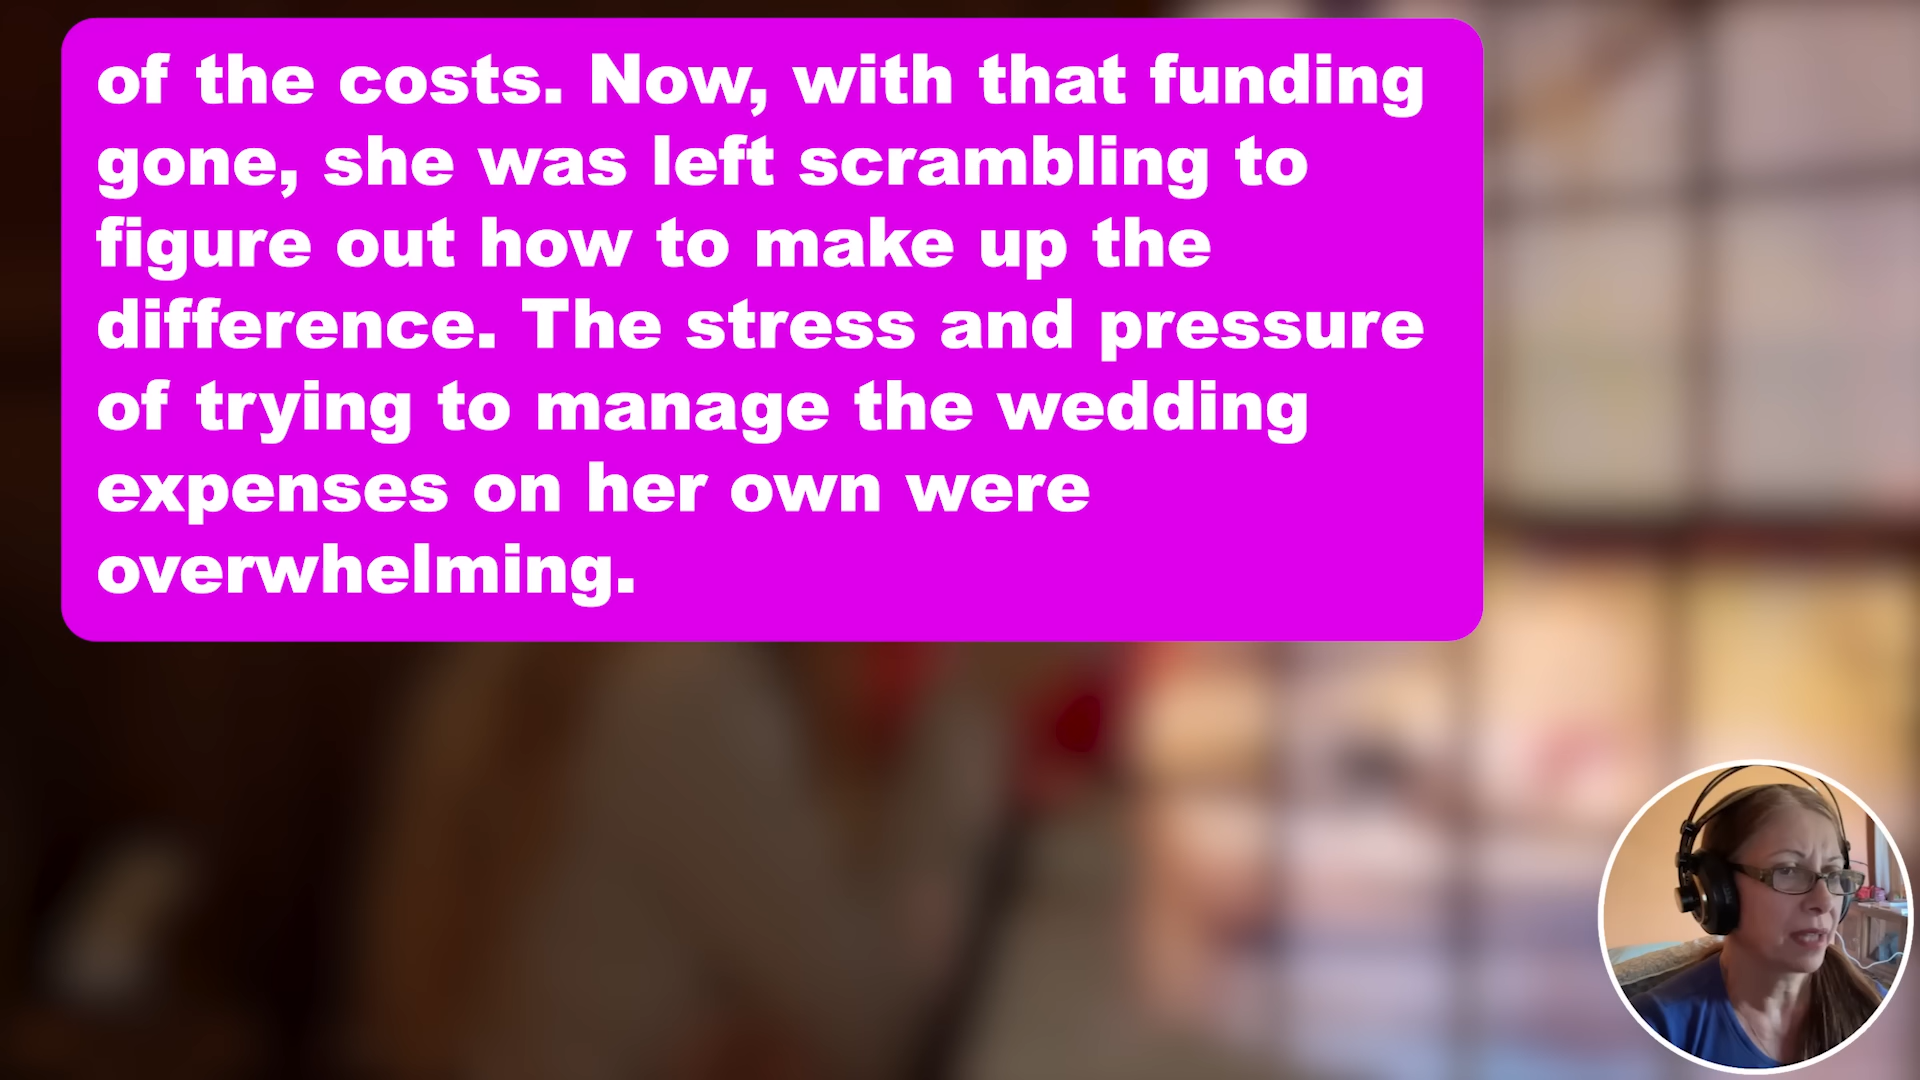 of the costs. Now, with that funding
gone, she was left scrambling to
figure out how to make up the
difference. The stress and pressure
of trying to manage the wedding
expenses on her own were
overwhelming.